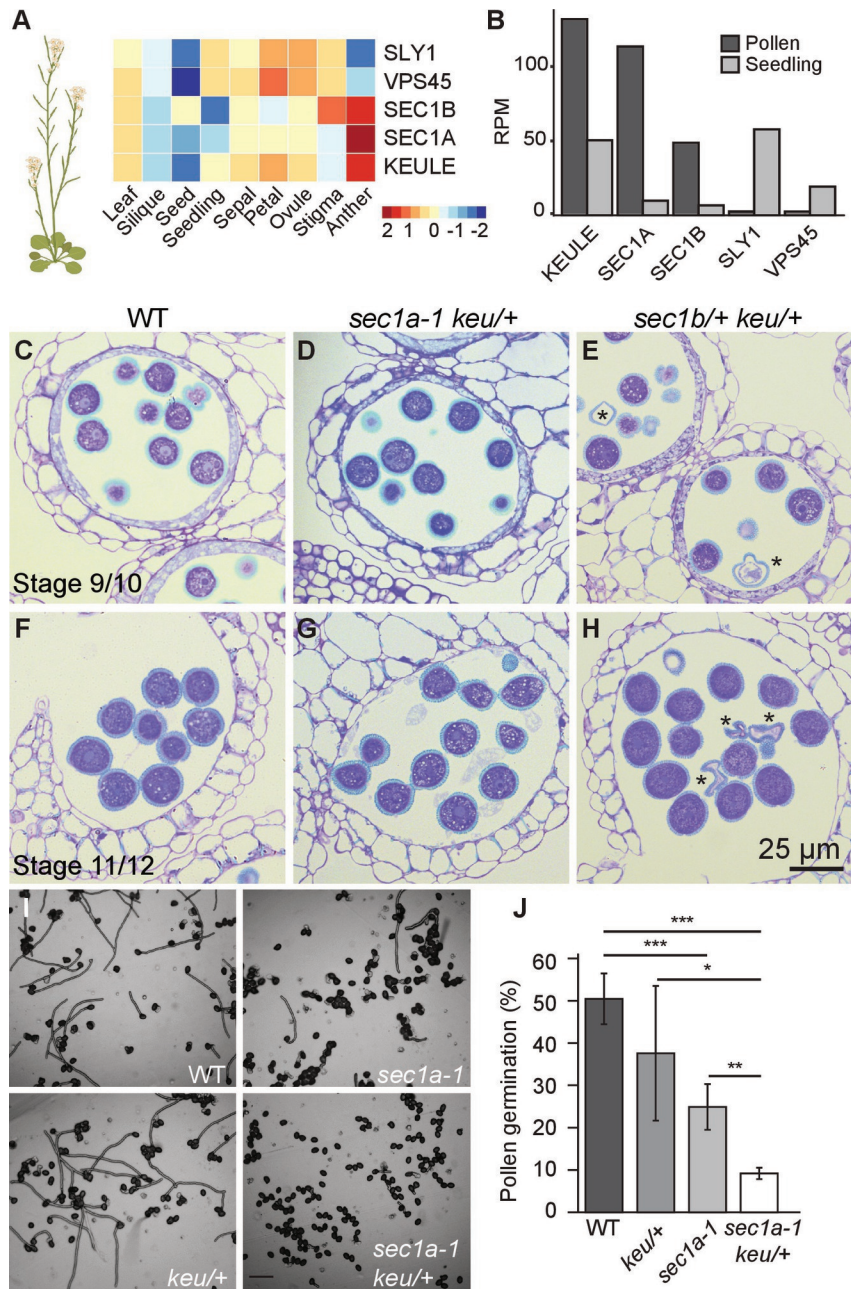 A
SLY1
VPS45
SEC1B
SEC1A
KEULE
Leaf
Silique
Seed
Seedling
Sepal
Petal
Ovule
Stigma
Anther
2 1 0 -1 -2
B
Pollen
Seedling
RPM
100
50
0
KEULE
SEC1A
SEC1B
SLY1
VPS45
WT
sec1a-1 keu/+
sec1b/+ keu/+
C
D
E
*
*
Stage 9/10
F
G
H
* *
*
Stage 11/12
25 µm
I
WT
sec1a-1
keu/+
sec1a-1
keu/+
J
***
***
*
**
Pollen germination (%)
60
50
40
30
20
10
0
WT
keu/+
sec1a-1
sec1a-1
keu/+